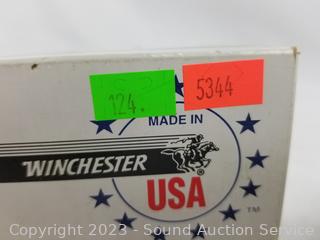 124.
5344
MADE IN
WINCHESTER
®
USA
TM
Copyright 2023 - Sound Auction Service